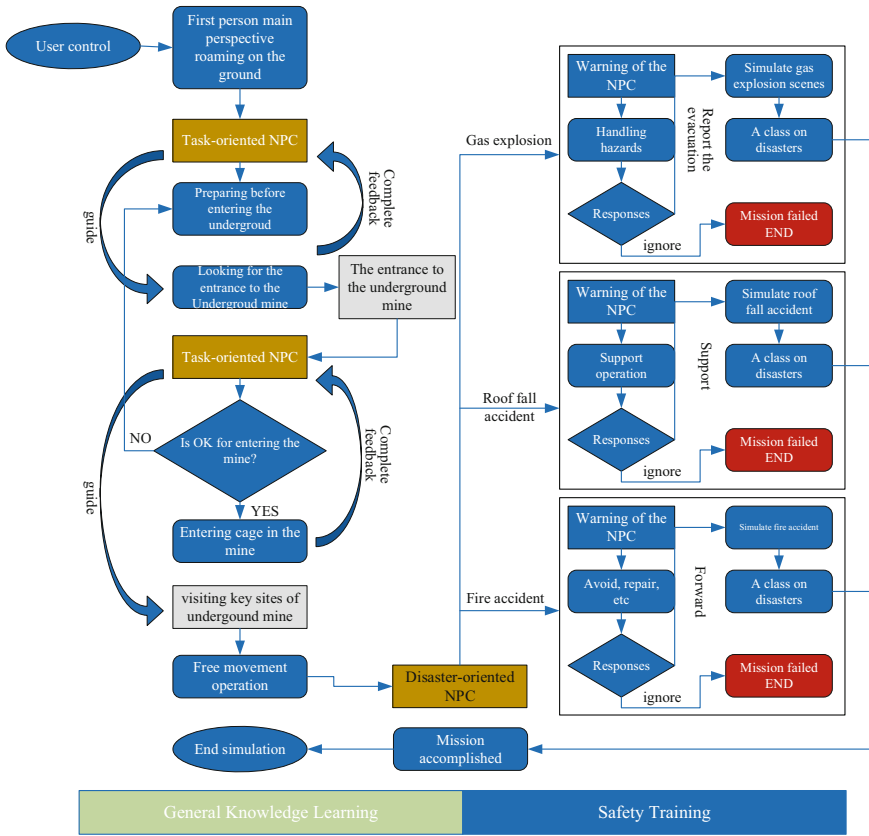 User control
First person main
perspective
roaming on the
ground
Task-oriented NPC
Preparing before
entering the
undergroud
guide
Complete
feedback
Looking for the
entrance to the
Undergroud mine
The entrance to
the undergound
mine
Task-oriented NPC
Is OK for entering the
mine?
NO
YES
guide
Complete
feedback
Entering cage in the
mine
visiting key sites of
undergound mine
Free movement
operation
Disaster-oriented
NPC
Gas explosion
Roof fall
accident
Fire accident
Warning of the
NPC
Handling
hazards
Responses
Report the
evacuation
ignore
Simulate gas
explosion scenes
A class on
disasters
Mission failed
END
Warning of the
NPC
Support
operation
Responses
Support
ignore
Simulate roof
fall accident
A class on
disasters
Mission failed
END
Warning of the
NPC
Avoid, repair,
etc
Responses
Forward
ignore
Simulate fire accident
A class on
disasters
Mission failed
END
End simulation
Mission
accomplished
General Knowledge Learning
Safety Training